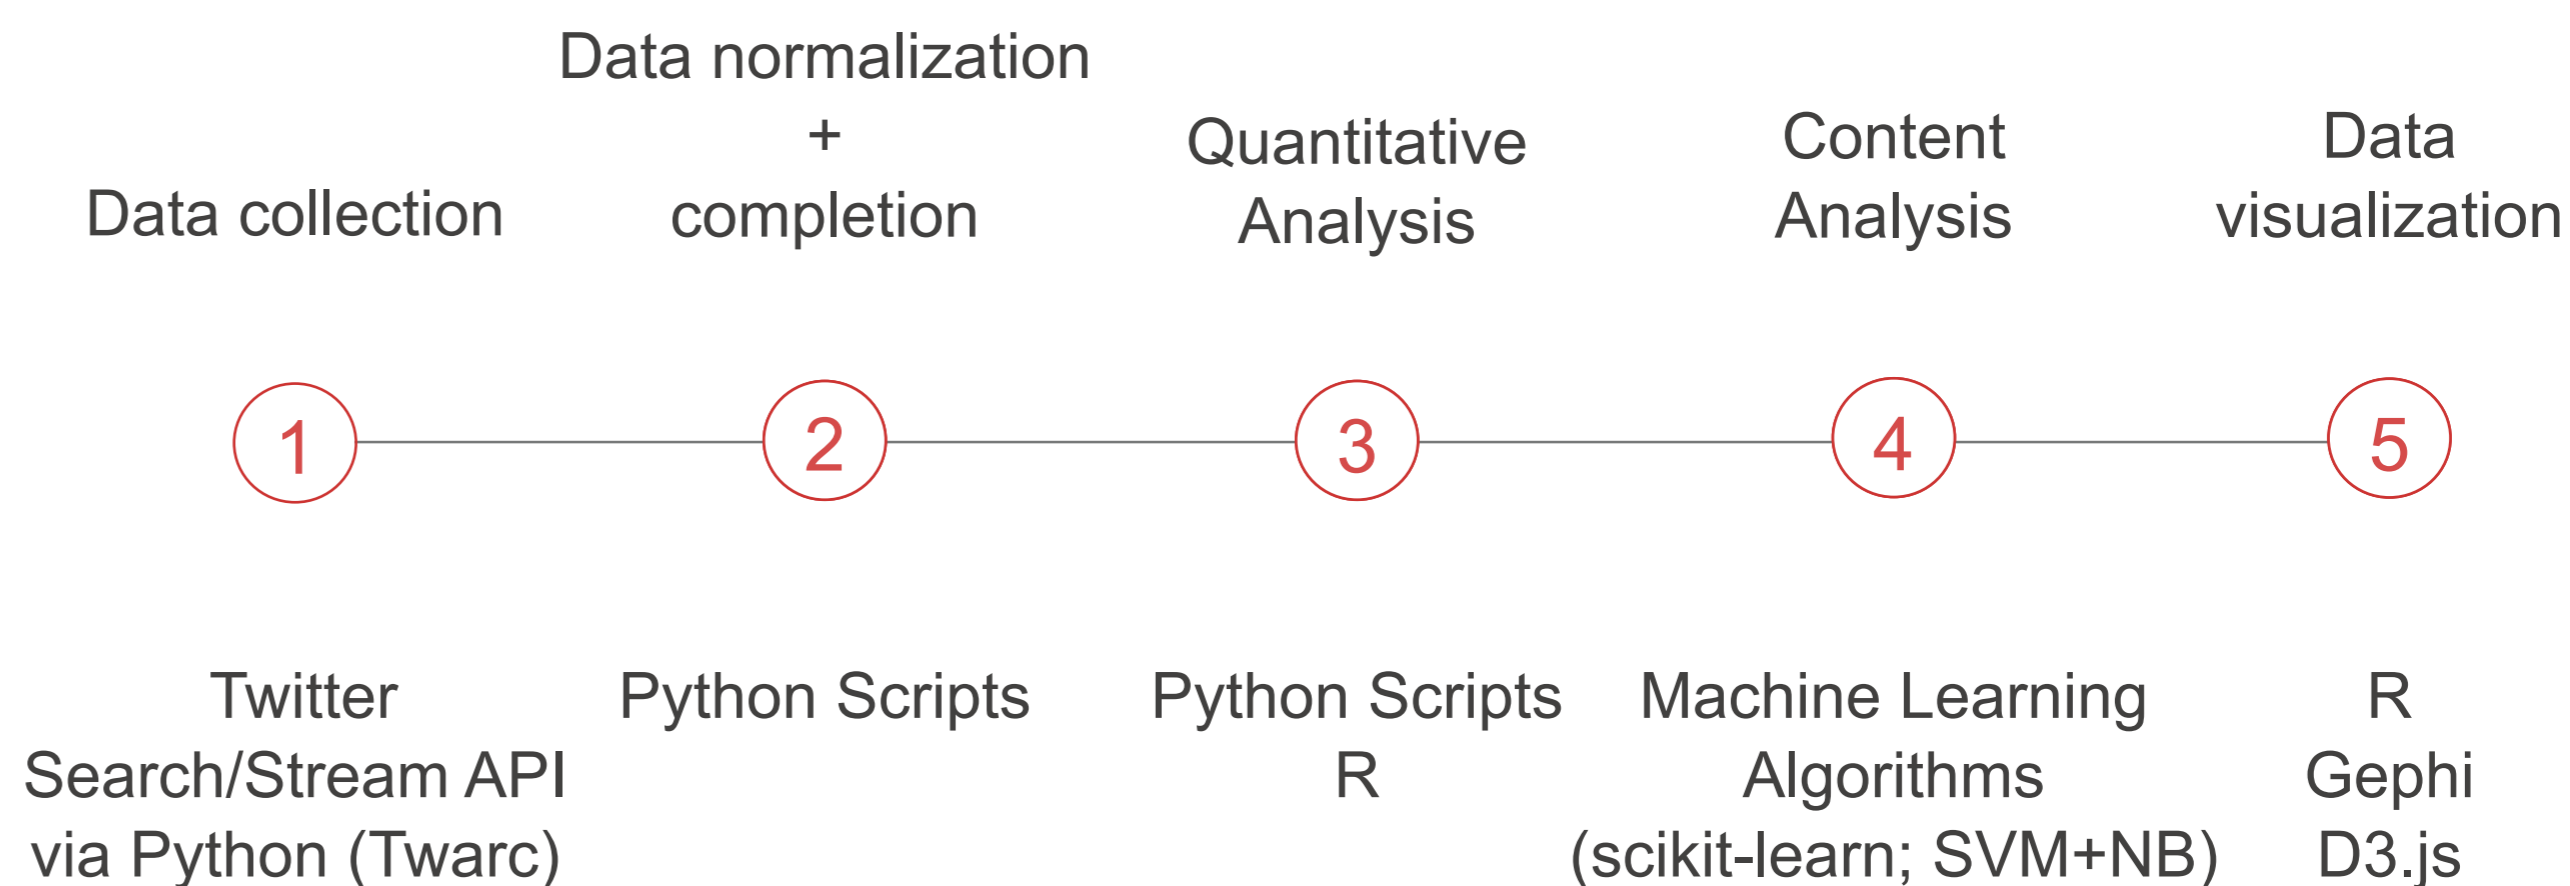 Data collection
Data normalization
+
completion
Quantitative
Analysis
Content
Analysis
Data
visualization
1
2
3
4
5
Twitter
Search/Stream API
via Python (Twarc)
Python Scripts
Python Scripts
R
Machine Learning
Algorithms
(scikit-learn; SVM+NB)
R
Gephi
D3.js